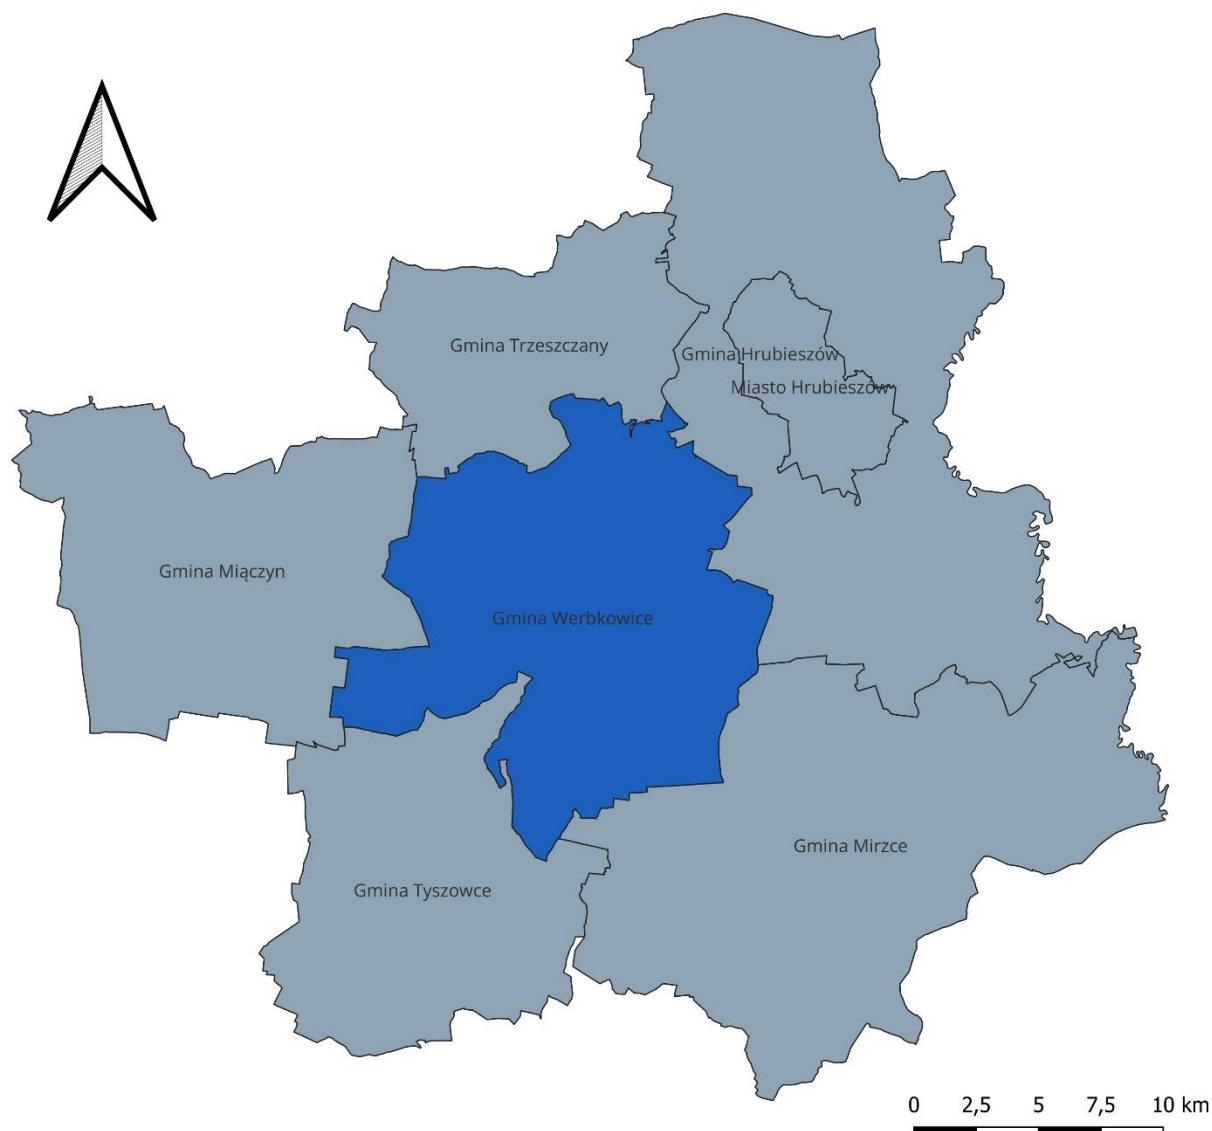 Gmina Trzeszczany
Gmina Hrubieszów
Miasto Hrubieszów
Gmina Miączyn
Gmina Werbkowice
Gmina Mirzce
Gmina Tyszowce
0 2,5 5 7,5 10 km